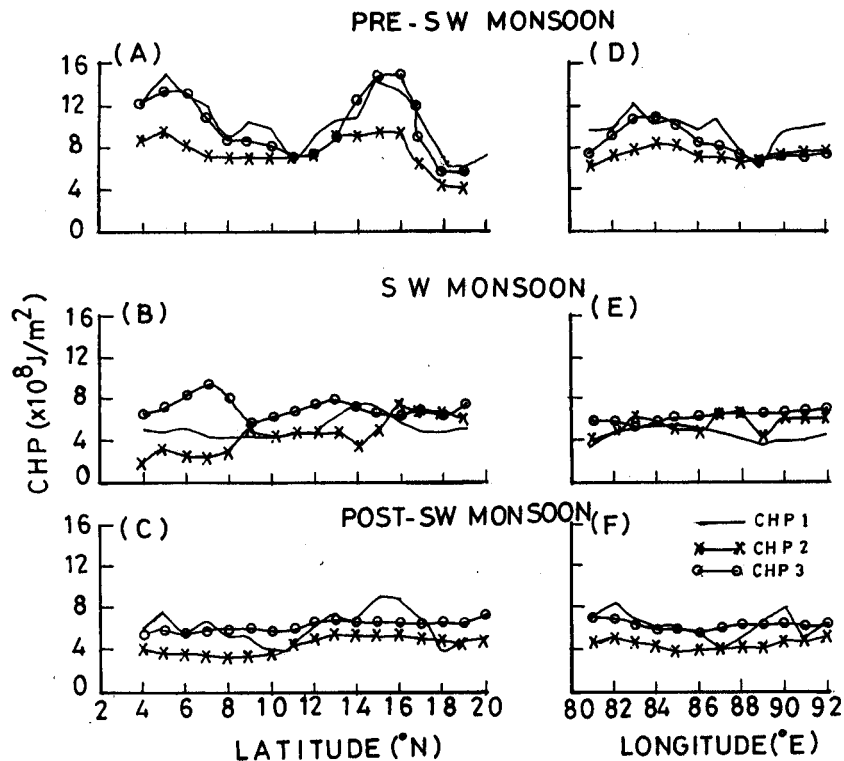 PRE-SW MONSOON
(A)
(D)
16
12
8
4
0
SW MONSOON
(B)
(E)
16
12
8
4
0
CHP (x10⁸J/m²)
POST-SW MONSOON
(C)
(F)
16
12
8
4
0
CHP 1
CHP 2
CHP 3
2 4 6 8 10 12 14 16 18 20
80 82 84 86 88 90 92
LATITUDE (°N)
LONGITUDE (°E)